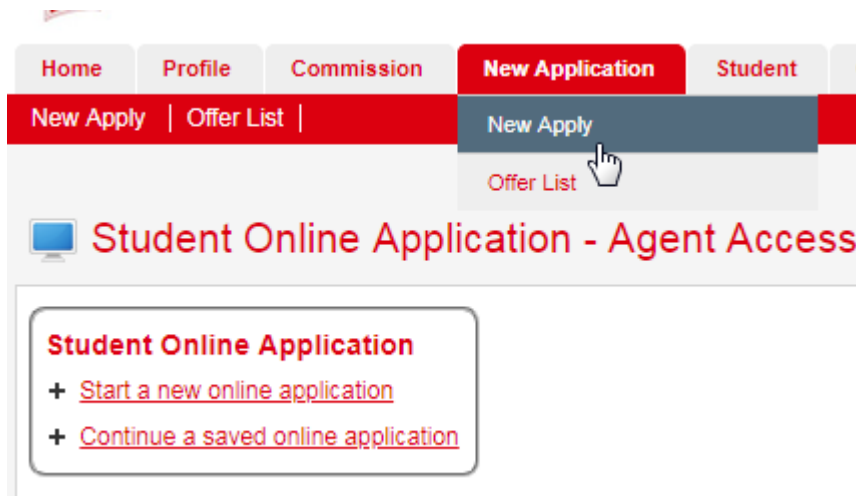 Home Profile Commission New Application Student
New Apply | Offer List |
New Apply
Offer List
Student Online Application - Agent Access
Student Online Application
+ Start a new online application
+ Continue a saved online application